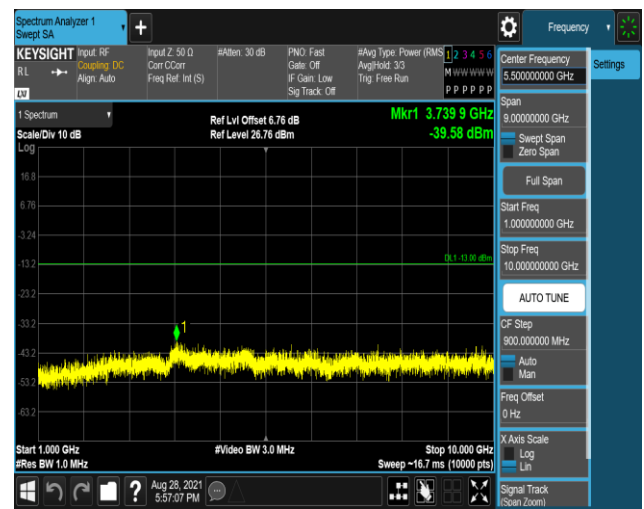 Spectrum Analyzer 1
Swept SA
+
Frequency
KEYSIGHT
RL
LXI
Input: RF
Coupling: DC
Align: Auto
Input Z: 50 Ω
Corr CCorr
Freq Ref: Int (S)
#Atten: 30 dB
PNO: Fast
Gate: Off
IF Gain: Low
Sig Track: Off
#Avg Type: Power (RMS
Avg|Hold: 3/3
Trig: Free Run
1 2 3 4 5 6
M W W W W W
P P P P P P
1 Spectrum
Scale/Div 10 dB
Log
Ref Lvl Offset 6.76 dB
Ref Level 26.76 dBm
Mkr1 3.739 9 GHz
-39.58 dBm
16.8
6.76
-3.24
-13.2
-23.2
-33.2
-43.2
-53.2
-63.2
DL1 -13.00 dBm
1
Start 1.000 GHz
#Res BW 1.0 MHz
#Video BW 3.0 MHz
Stop 10.000 GHz
Sweep ~16.7 ms (10000 pts)
Aug 28, 2021
5:57:07 PM
Center Frequency
5.500000000 GHz
Settings
Span
9.00000000 GHz
Swept Span
Zero Span
Full Span
Start Freq
1.000000000 GHz
Stop Freq
10.000000000 GHz
AUTO TUNE
CF Step
900.000000 MHz
Auto
Man
Freq Offset
0 Hz
X Axis Scale
Log
Lin
Signal Track
(Span Zoom)